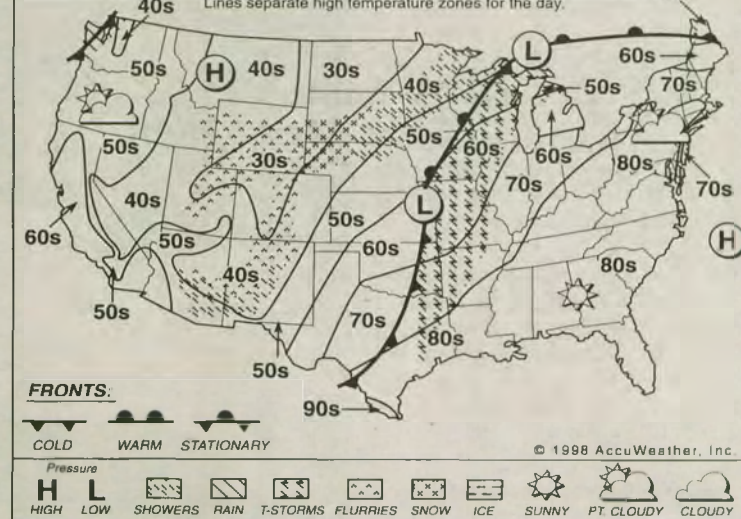 Lines separate high temperature zones for the day.
40s
50s
H
40s
30s
40s
L
60s
50s
70s
50s
60s
30s
50s
60s
70s
80s
70s
40s
60s
50s
50s
L
60s
H
40s
80s
50s
70s
80s
50s
90s
FRONTS:
COLD WARM STATIONARY
© 1998 AccuWeather, Inc.
Pressure
H L
HIGH LOW SHOWERS RAIN T-STORMS FLURRIES SNOW ICE SUNNY PT. CLOUDY CLOUDY